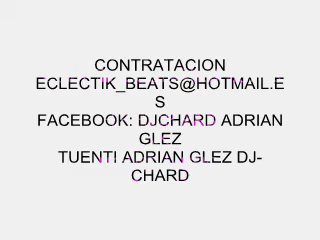 CONTRATACION
ECLECTIK_BEATS@HOTMAIL.E
S
FACEBOOK: DJCHARD ADRIAN
GLEZ
TUENTI ADRIAN GLEZ DJ-
CHARD